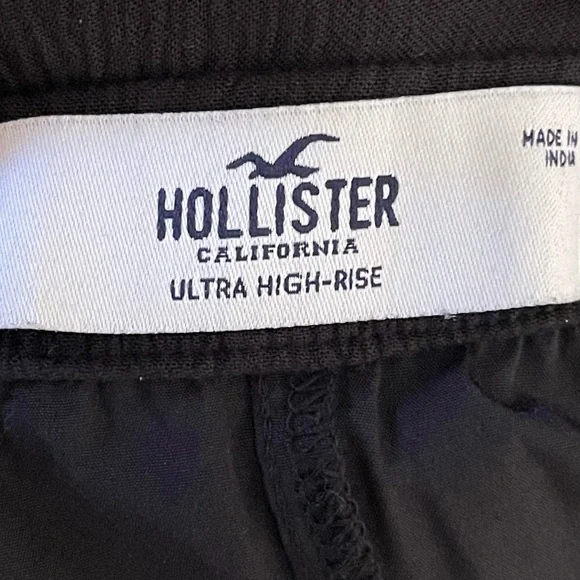 HOLLISTER
CALIFORNIA
ULTRA HIGH-RISE
MADE IN
INDIA